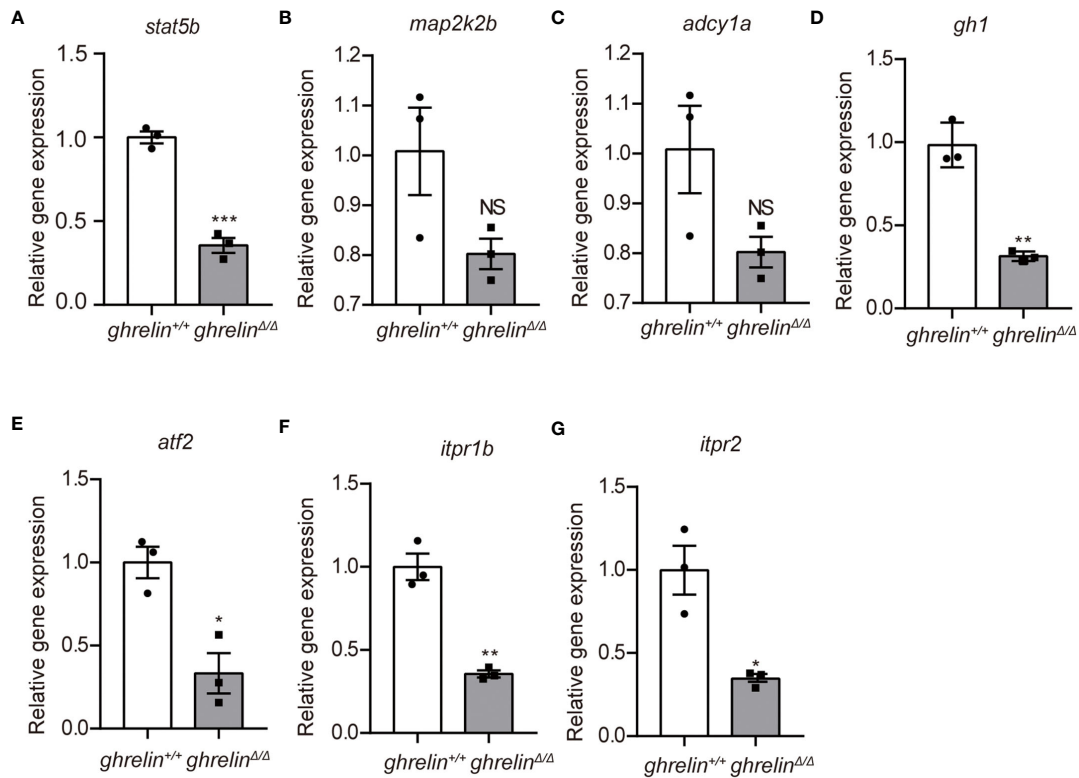 A
stat5b
Relative gene expression
1.5
1.0
0.5
0.0
***
ghrelin+/+ ghrelinΔ/Δ
B
map2k2b
Relative gene expression
1.2
1.1
1.0
0.9
0.8
0.7
NS
ghrelin+/+ ghrelinΔ/Δ
C
adcy1a
Relative gene expression
1.2
1.1
1.0
0.9
0.8
0.7
NS
ghrelin+/+ ghrelinΔ/Δ
D
gh1
Relative gene expression
1.5
1.0
0.5
0.0
**
ghrelin+/+ ghrelinΔ/Δ
E
atf2
Relative gene expression
1.5
1.0
0.5
0.0
*
ghrelin+/+ ghrelinΔ/Δ
F
itpr1b
Relative gene expression
1.5
1.0
0.5
0.0
**
ghrelin+/+ ghrelinΔ/Δ
G
itpr2
Relative gene expression
1.5
1.0
0.5
0.0
*
ghrelin+/+ ghrelinΔ/Δ